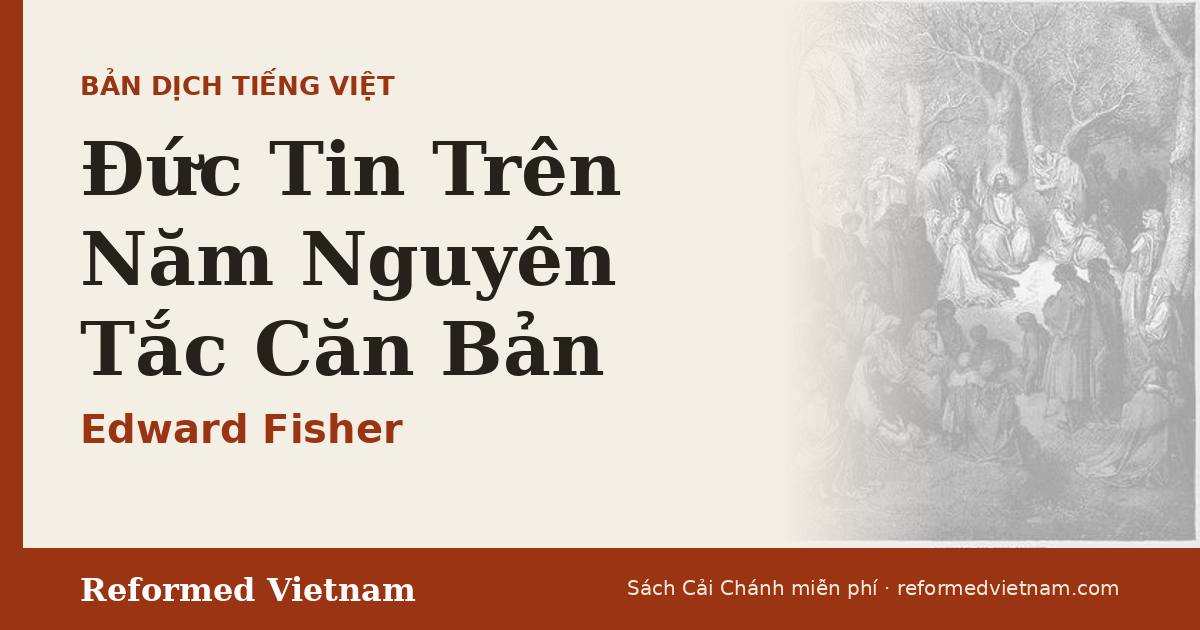 BẢN DỊCH TIẾNG VIỆT
Đức Tin Trên
Năm Nguyên
Tắc Căn Bản
Edward Fisher
Reformed Vietnam
Sách Cải Chánh miễn phí · reformedvietnam.com